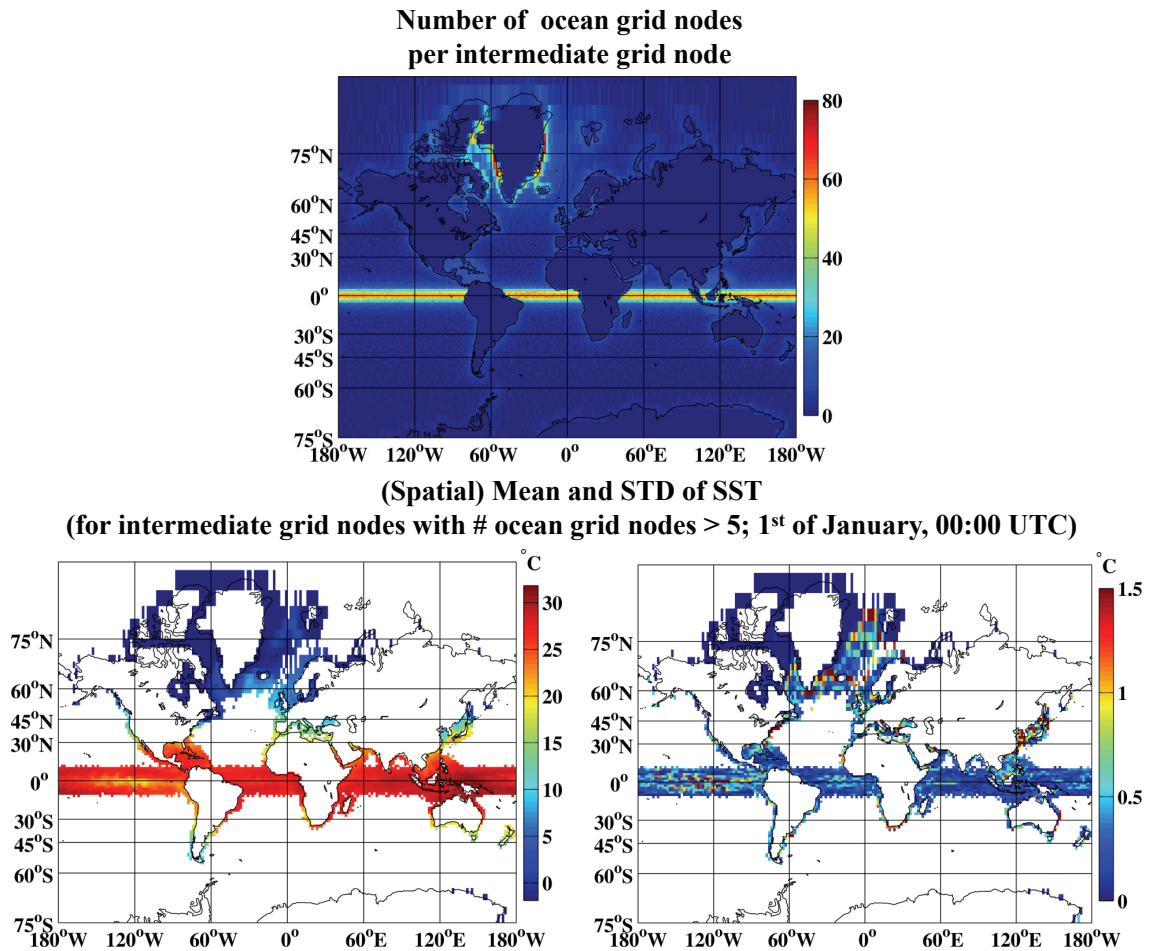 Number of ocean grid nodes
per intermediate grid node
80
60
40
20
0
75°N
60°N
45°N
30°N
0°
30°S
45°S
60°S
75°S
180°W 120°W 60°W 0° 60°E 120°E 180°W
(Spatial) Mean and STD of SST
(for intermediate grid nodes with # ocean grid nodes > 5; 1st of January, 00:00 UTC)
°C
30
20
10
0
75°N
60°N
45°N
30°N
0°
30°S
45°S
60°S
75°S
180°W 120°W 60°W 0° 60°E 120°E 180°W
°C
1.5
1
0.5
0
75°N
60°N
45°N
30°N
0°
30°S
45°S
60°S
75°S
180°W 120°W 60°W 0° 60°E 120°E 180°W